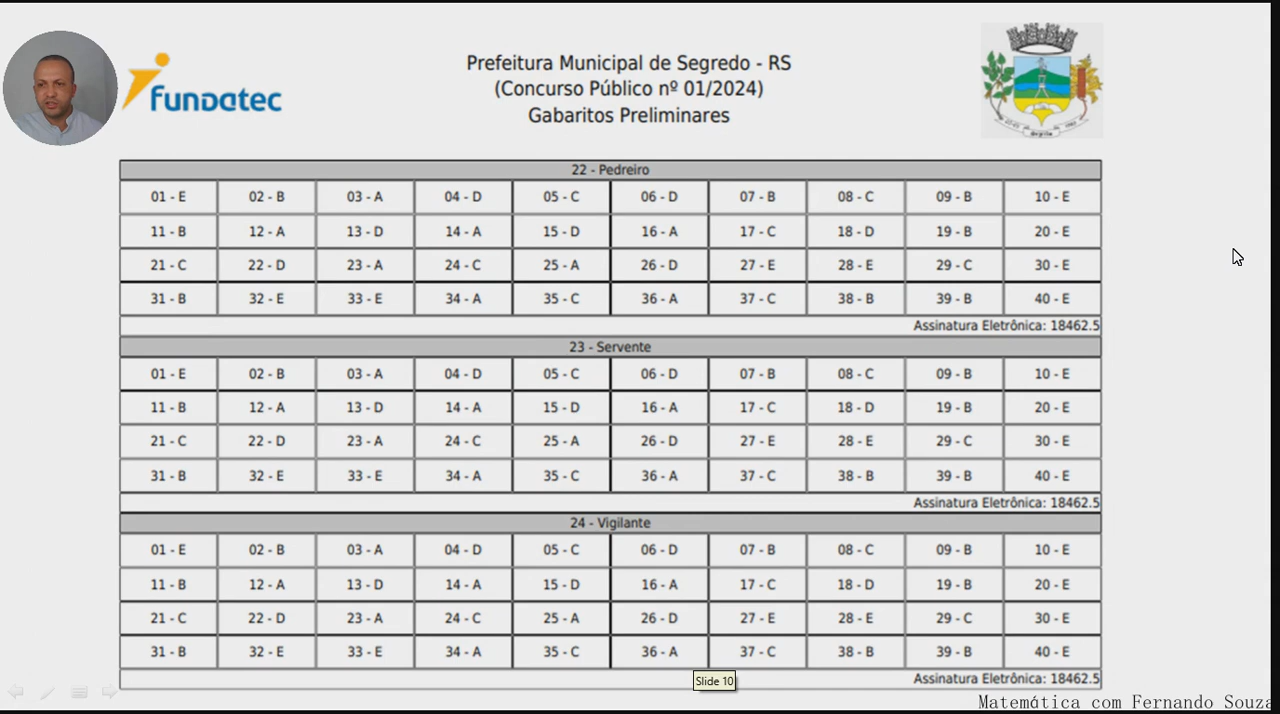 Fundatec
Prefeitura Municipal de Segredo - RS
(Concurso Público nº 01/2024)
Gabaritos Preliminares
22 - Pedreiro
01 - E 02 - B 03 - A 04 - D 05 - C 06 - D 07 - B 08 - C 09 - B 10 - E
11 - B 12 - A 13 - D 14 - A 15 - D 16 - A 17 - C 18 - D 19 - B 20 - E
21 - C 22 - D 23 - A 24 - C 25 - A 26 - D 27 - E 28 - E 29 - C 30 - E
31 - B 32 - E 33 - E 34 - A 35 - C 36 - A 37 - C 38 - B 39 - B 40 - E
Assinatura Eletrônica: 18462.5
23 - Servente
01 - E 02 - B 03 - A 04 - D 05 - C 06 - D 07 - B 08 - C 09 - B 10 - E
11 - B 12 - A 13 - D 14 - A 15 - D 16 - A 17 - C 18 - D 19 - B 20 - E
21 - C 22 - D 23 - A 24 - C 25 - A 26 - D 27 - E 28 - E 29 - C 30 - E
31 - B 32 - E 33 - E 34 - A 35 - C 36 - A 37 - C 38 - B 39 - B 40 - E
Assinatura Eletrônica: 18462.5
24 - Vigilante
01 - E 02 - B 03 - A 04 - D 05 - C 06 - D 07 - B 08 - C 09 - B 10 - E
11 - B 12 - A 13 - D 14 - A 15 - D 16 - A 17 - C 18 - D 19 - B 20 - E
21 - C 22 - D 23 - A 24 - C 25 - A 26 - D 27 - E 28 - E 29 - C 30 - E
31 - B 32 - E 33 - E 34 - A 35 - C 36 - A 37 - C 38 - B 39 - B 40 - E
Assinatura Eletrônica: 18462.5
Slide 10
Matemática com Fernando Souza